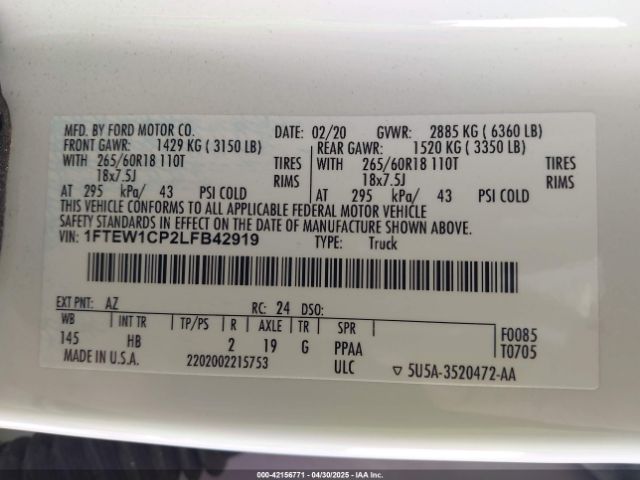 MFD. BY FORD MOTOR CO. DATE: 02/20 GVWR: 2885 KG ( 6360 LB)
FRONT GAWR: 1429 KG ( 3150 LB) REAR GAWR: 1520 KG ( 3350 LB)
WITH 265/60R18 110T TIRES WITH 265/60R18 110T TIRES
18x7.5J RIMS 18x7.5J RIMS
AT 295 kPa/ 43 PSI COLD AT 295 kPa/ 43 PSI COLD
THIS VEHICLE CONFORMS TO ALL APPLICABLE FEDERAL MOTOR VEHICLE
SAFETY STANDARDS IN EFFECT ON THE DATE OF MANUFACTURE SHOWN ABOVE.
VIN: 1FTEW1CP2LFB42919 TYPE: Truck
EXT PNT: AZ RC: 24 DSO:
WB INT TR TP/PS R AXLE TR SPR F0085
145 HB 2 19 G PPAA T0705
MADE IN U.S.A. 2202002215753 ULC ▽ 5U5A-3520472-AA
000-42156771 - 04/30/2025 - IAAI.COM